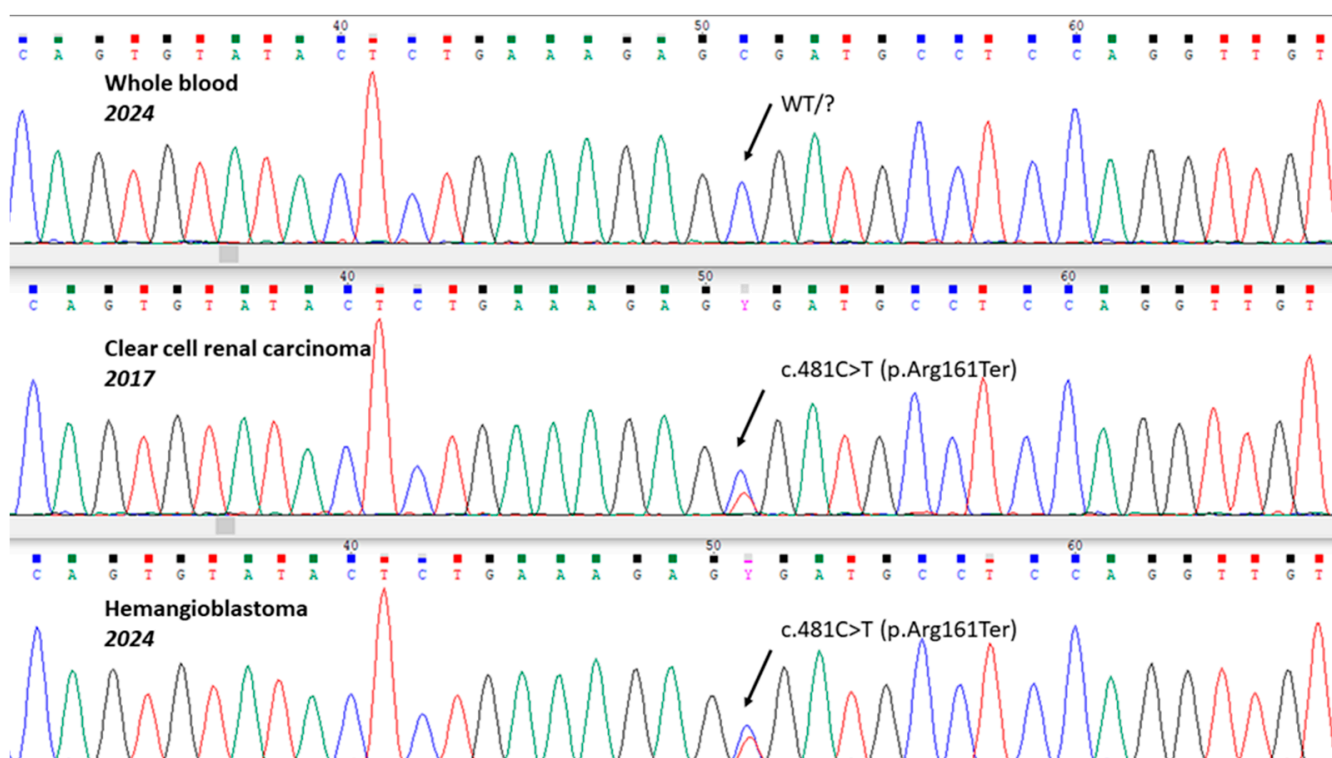 40 50 60
C A G T G T A T A C T C T G A A A G A G C G A T G C C T C C A G G T T G T
Whole blood
2024
WT/?
40 50 60
C A G T G T A T A C T C T G A A A G A G Y G A T G C C T C C A G G T T G T
Clear cell renal carcinoma
2017
c.481C>T (p.Arg161Ter)
40 50 60
C A G T G T A T A C T C T G A A A G A G Y G A T G C C T C C A G G T T G T
Hemangioblastoma
2024
c.481C>T (p.Arg161Ter)